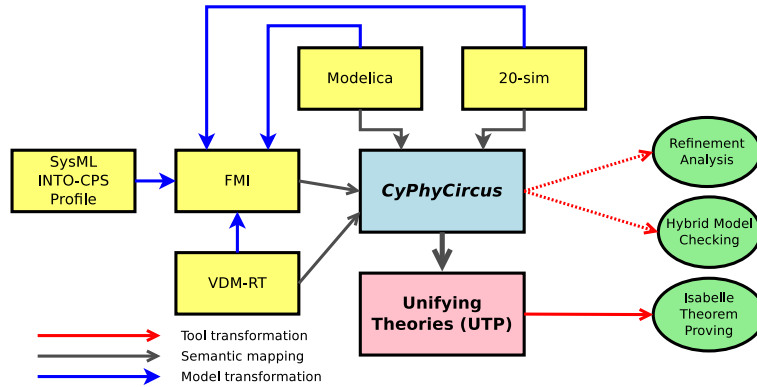 Modelica
20-sim
SysML
INTO-CPS
Profile
FMI
CyPhyCircus
Refinement
Analysis
Hybrid Model
Checking
VDM-RT
Unifying
Theories (UTP)
Isabelle
Theorem
Proving
Tool transformation
Semantic mapping
Model transformation